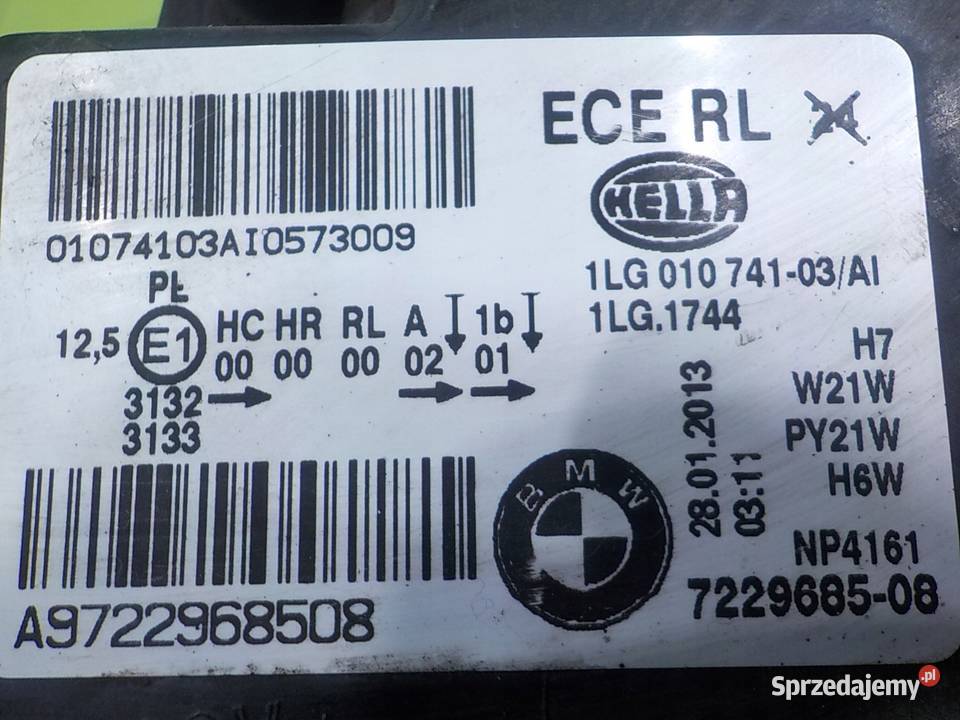 ECE RL
HELLA
01074103AI0573009
1LG 010 741-03/AI
1LG.1744
PL
12,5 E1 HC HR RL A 1b
00 00 00 02 01
3132
3133
28.01.2013
03:11
H7
W21W
PY21W
H6W
BMW
NP4161
7229685-08
A9722968508
Sprzedajemy.pl